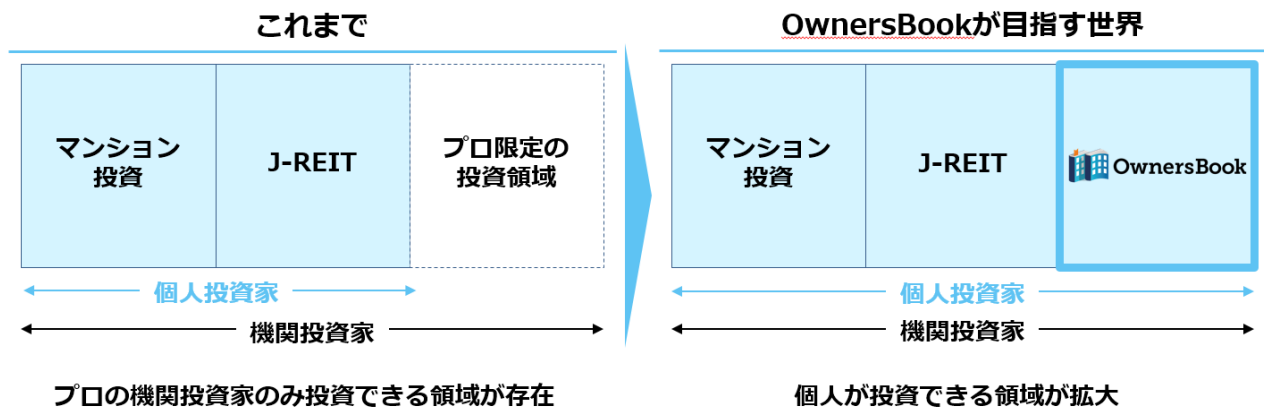 これまで
マンション
投資
J-REIT
プロ限定の
投資領域
個人投資家
機関投資家
プロの機関投資家のみ投資できる領域が存在
OwnersBookが目指す世界
マンション
投資
J-REIT
OwnersBook
個人投資家
機関投資家
個人が投資できる領域が拡大